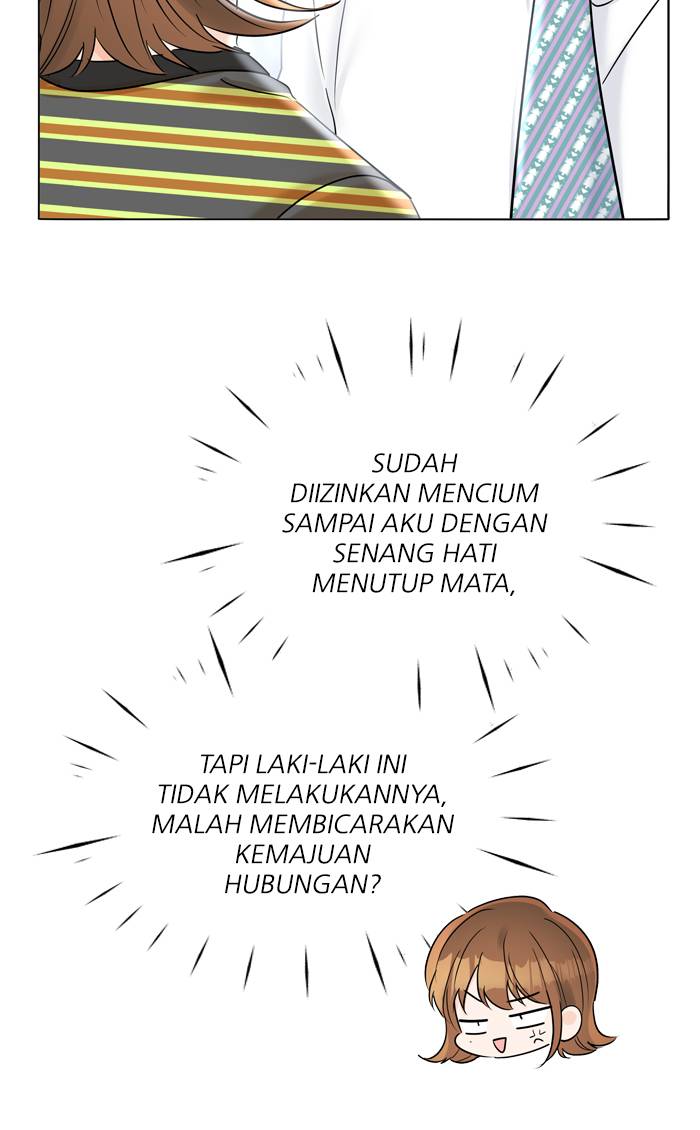 SUDAH
DIIZINKAN MENCIUM
SAMPAI AKU DENGAN
SENANG HATI
MENUTUP MATA,
TAPI LAKI-LAKI INI
TIDAK MELAKUKANNYA,
MALAH MEMBICARAKAN
KEMAJUAN
HUBUNGAN?